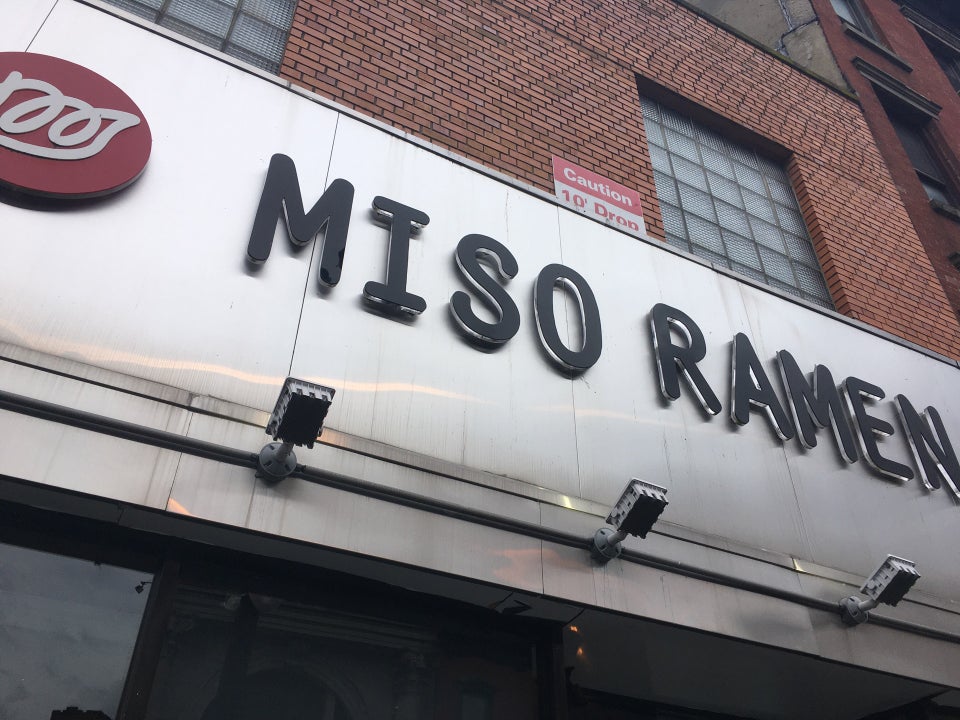 Caution
10' Drop
MISO RAMEN